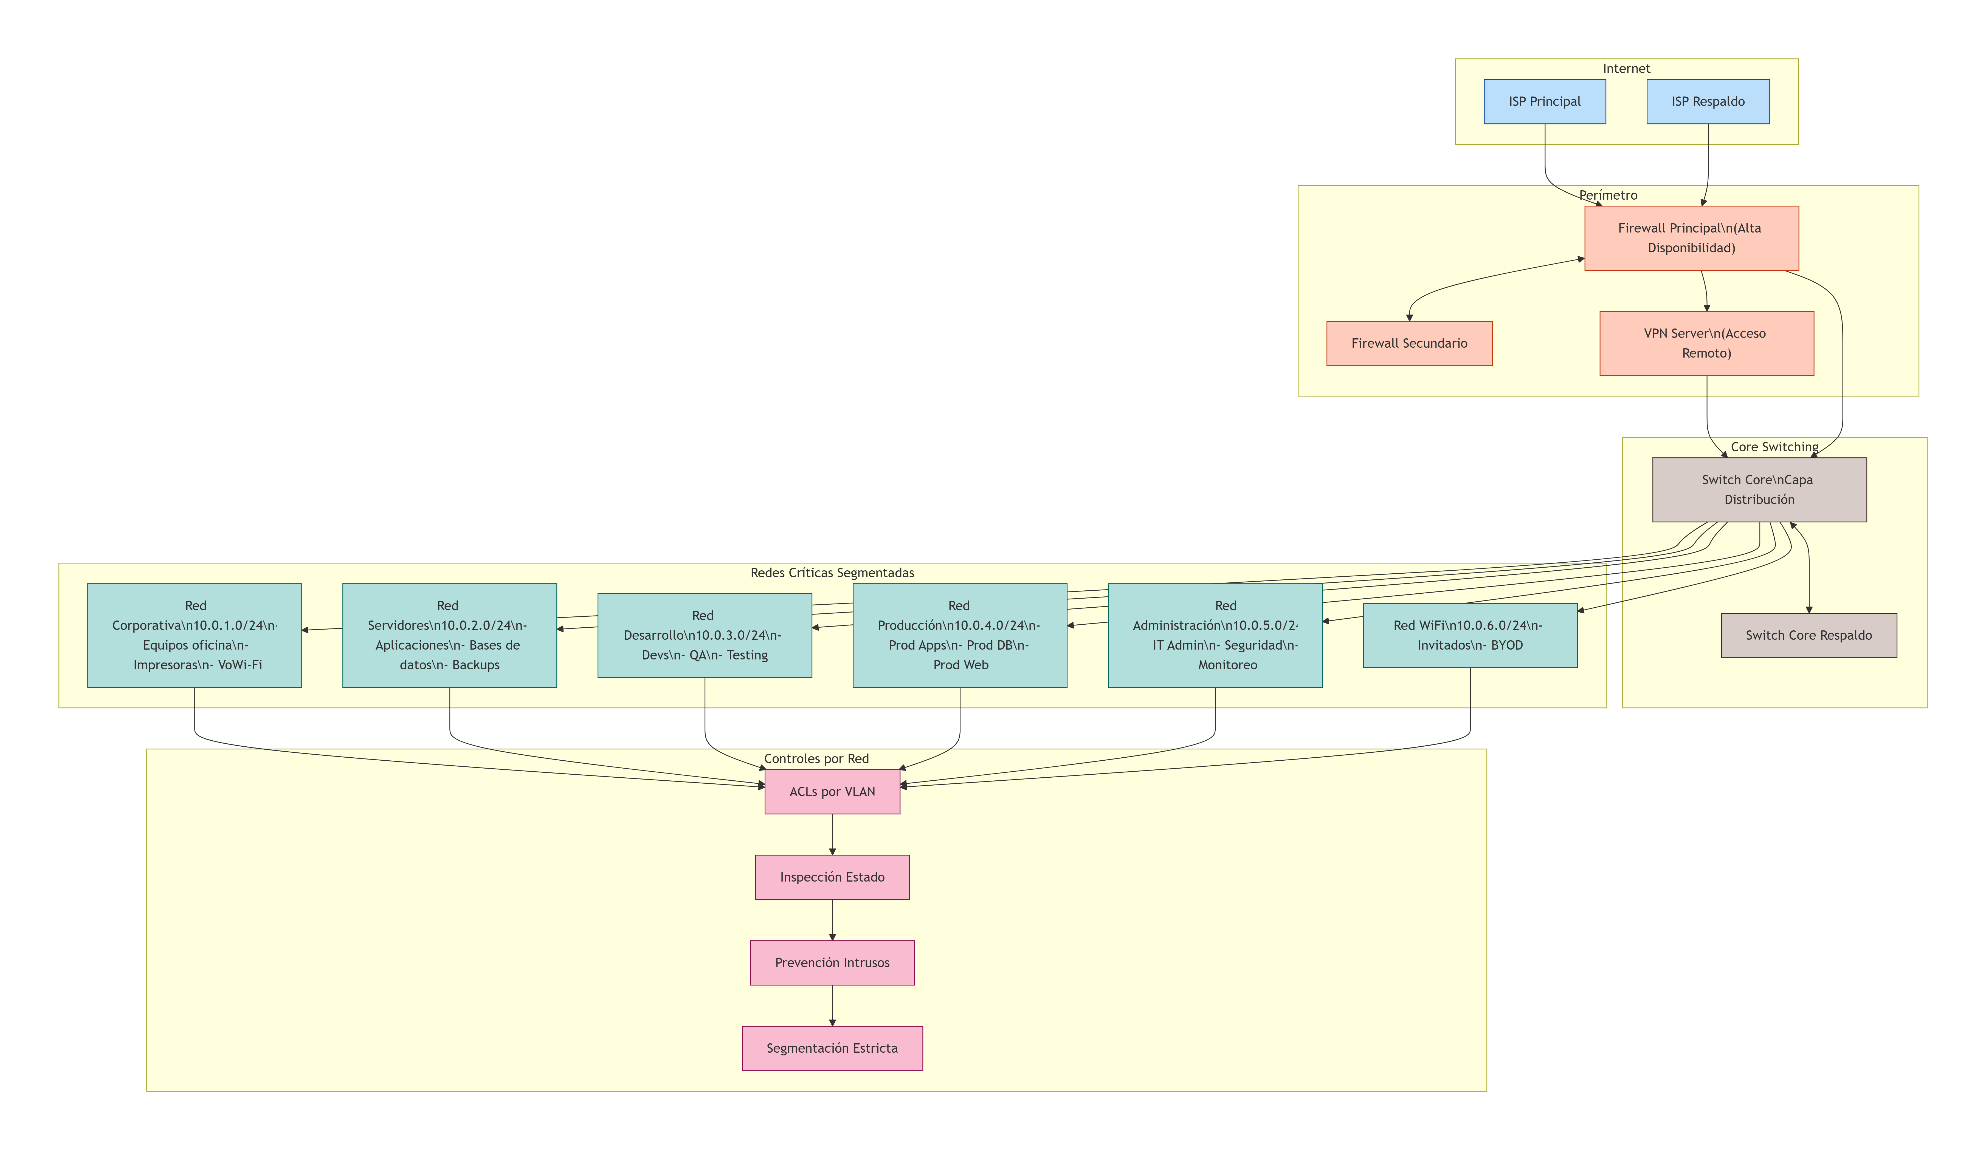 Internet
ISP Principal
ISP Respaldo
Perímetro
Firewall Principal\n(Alta
Disponibilidad)
Firewall Secundario
VPN Server\n(Acceso
Remoto)
Core Switching
Switch Core\nCapa
Distribución
Switch Core Respaldo
Redes Críticas Segmentadas
Red
Corporativa\n10.0.1.0/24\n-
Equipos oficina\n-
Impresoras\n- VoWi-Fi
Red
Servidores\n10.0.2.0/24\n-
Aplicaciones\n- Bases de
datos\n- Backups
Red
Desarrollo\n10.0.3.0/24\n-
Devs\n- QA\n- Testing
Red
Producción\n10.0.4.0/24\n-
Prod Apps\n- Prod DB\n-
Prod Web
Red
Administración\n10.0.5.0/2
IT Admin\n- Seguridad\n-
Monitoreo
Red WiFi\n10.0.6.0/24\n-
Invitados\n- BYOD
Controles por Red
ACLs por VLAN
Inspección Estado
Prevención Intrusos
Segmentación Estricta